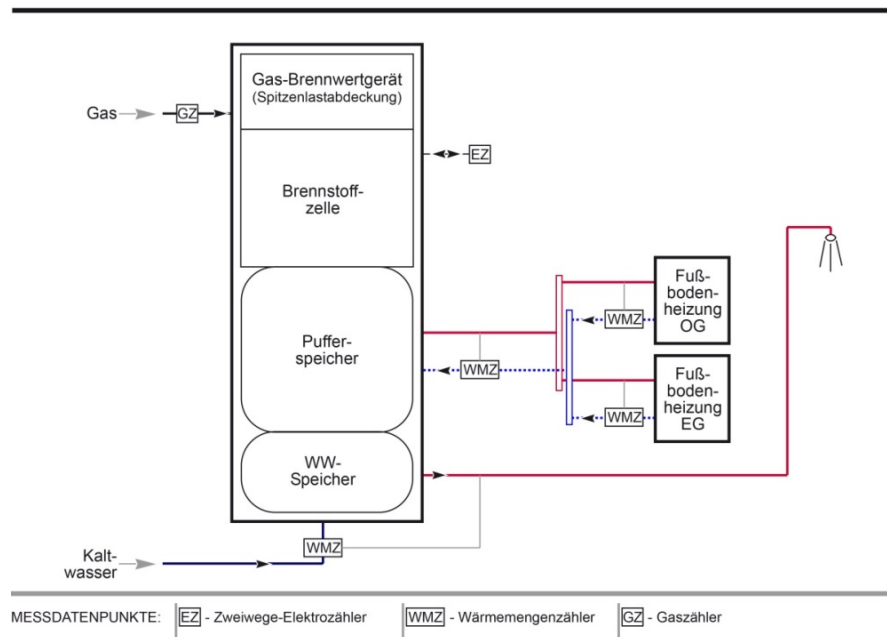 Gas-Brennwertgerät
(Spitzenlastabdeckung)
Gas
GZ
EZ
Brennstoff-
zelle
Fuß-
boden-
heizung
OG
WMZ
Puffer-
speicher
WMZ
Fuß-
boden-
heizung
EG
WMZ
WW-
Speicher
WMZ
Kalt-
wasser
MESSDATENPUNKTE: EZ - Zweiwege-Elektrozähler WMZ - Wärmemengenzähler GZ - Gaszähler